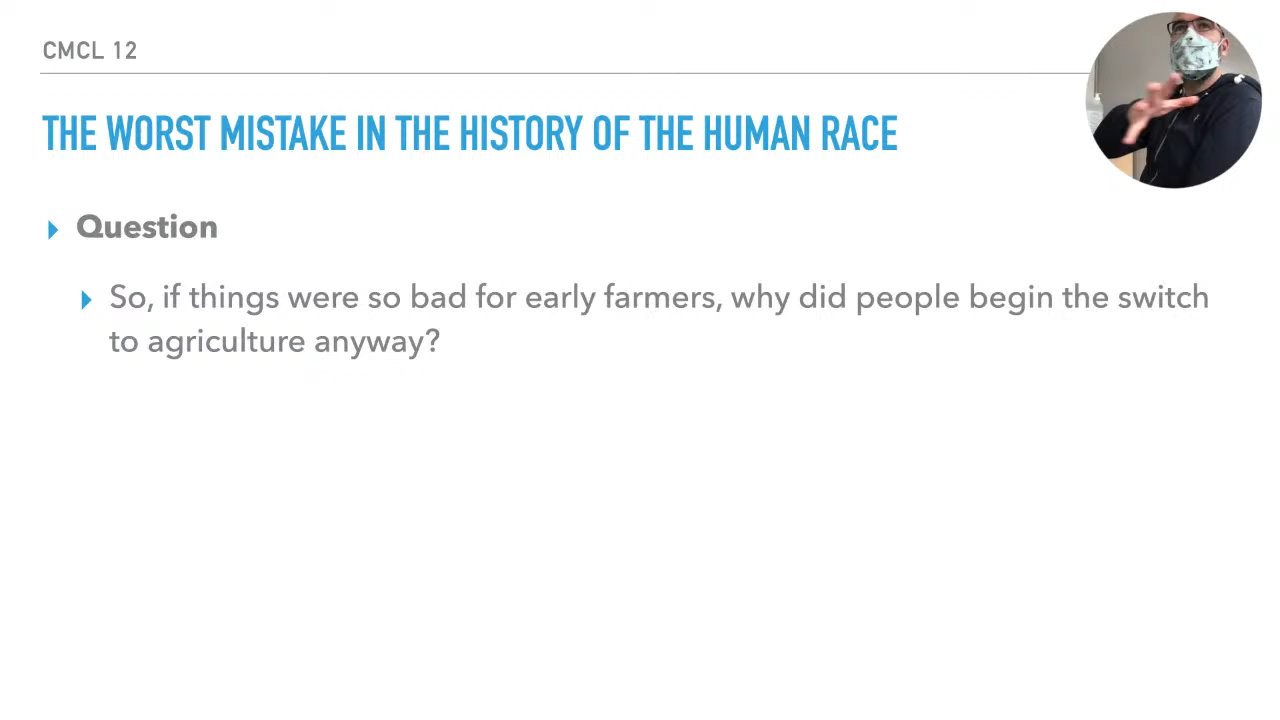 CMCL 12
THE WORST MISTAKE IN THE HISTORY OF THE HUMAN RACE
Question
So, if things were so bad for early farmers, why did people begin the switch
to agriculture anyway?